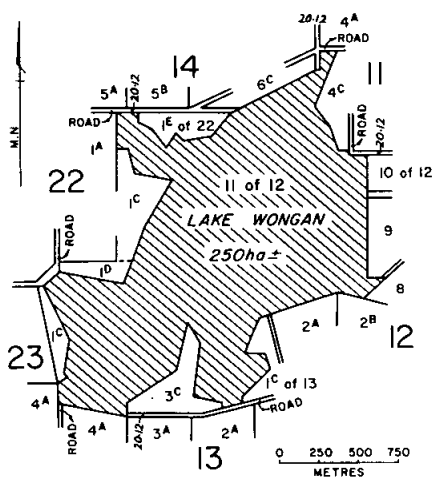 20·12
4A
ROAD
14
11
5A
20·12
5B
6C
4C
ROAD
1E of 22
ROAD
20·12
M.N
1A
22
11 of 12
10 of 12
1C
LAKE WONGAN
ROAD
250ha ±
9
1D
8
1C
2A
2B
12
23
1C of 13
3C
4A
ROAD
ROAD
4A
20·12
3A
2A
13
0 250 500 750
METRES